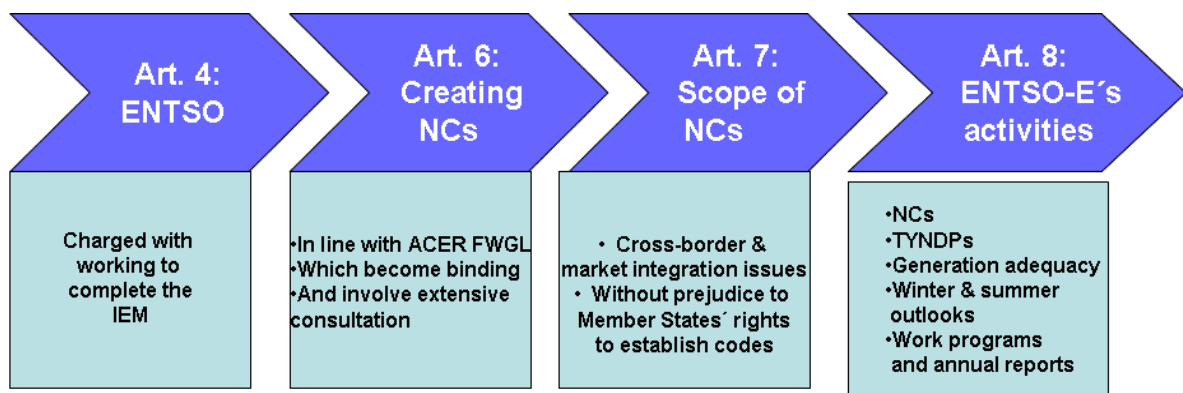 Art. 4:
ENTSO
Charged with
working to
complete the
IEM
Art. 6:
Creating
NCs
•In line with ACER FWGL
•Which become binding
•And involve extensive
consultation
Art. 7:
Scope of
NCs
• Cross-border &
market integration issues
• Without prejudice to
Member States´ rights
to establish codes
Art. 8:
ENTSO-E´s
activities
•NCs
•TYNDPs
•Generation adequacy
•Winter & summer
outlooks
•Work programs
and annual reports